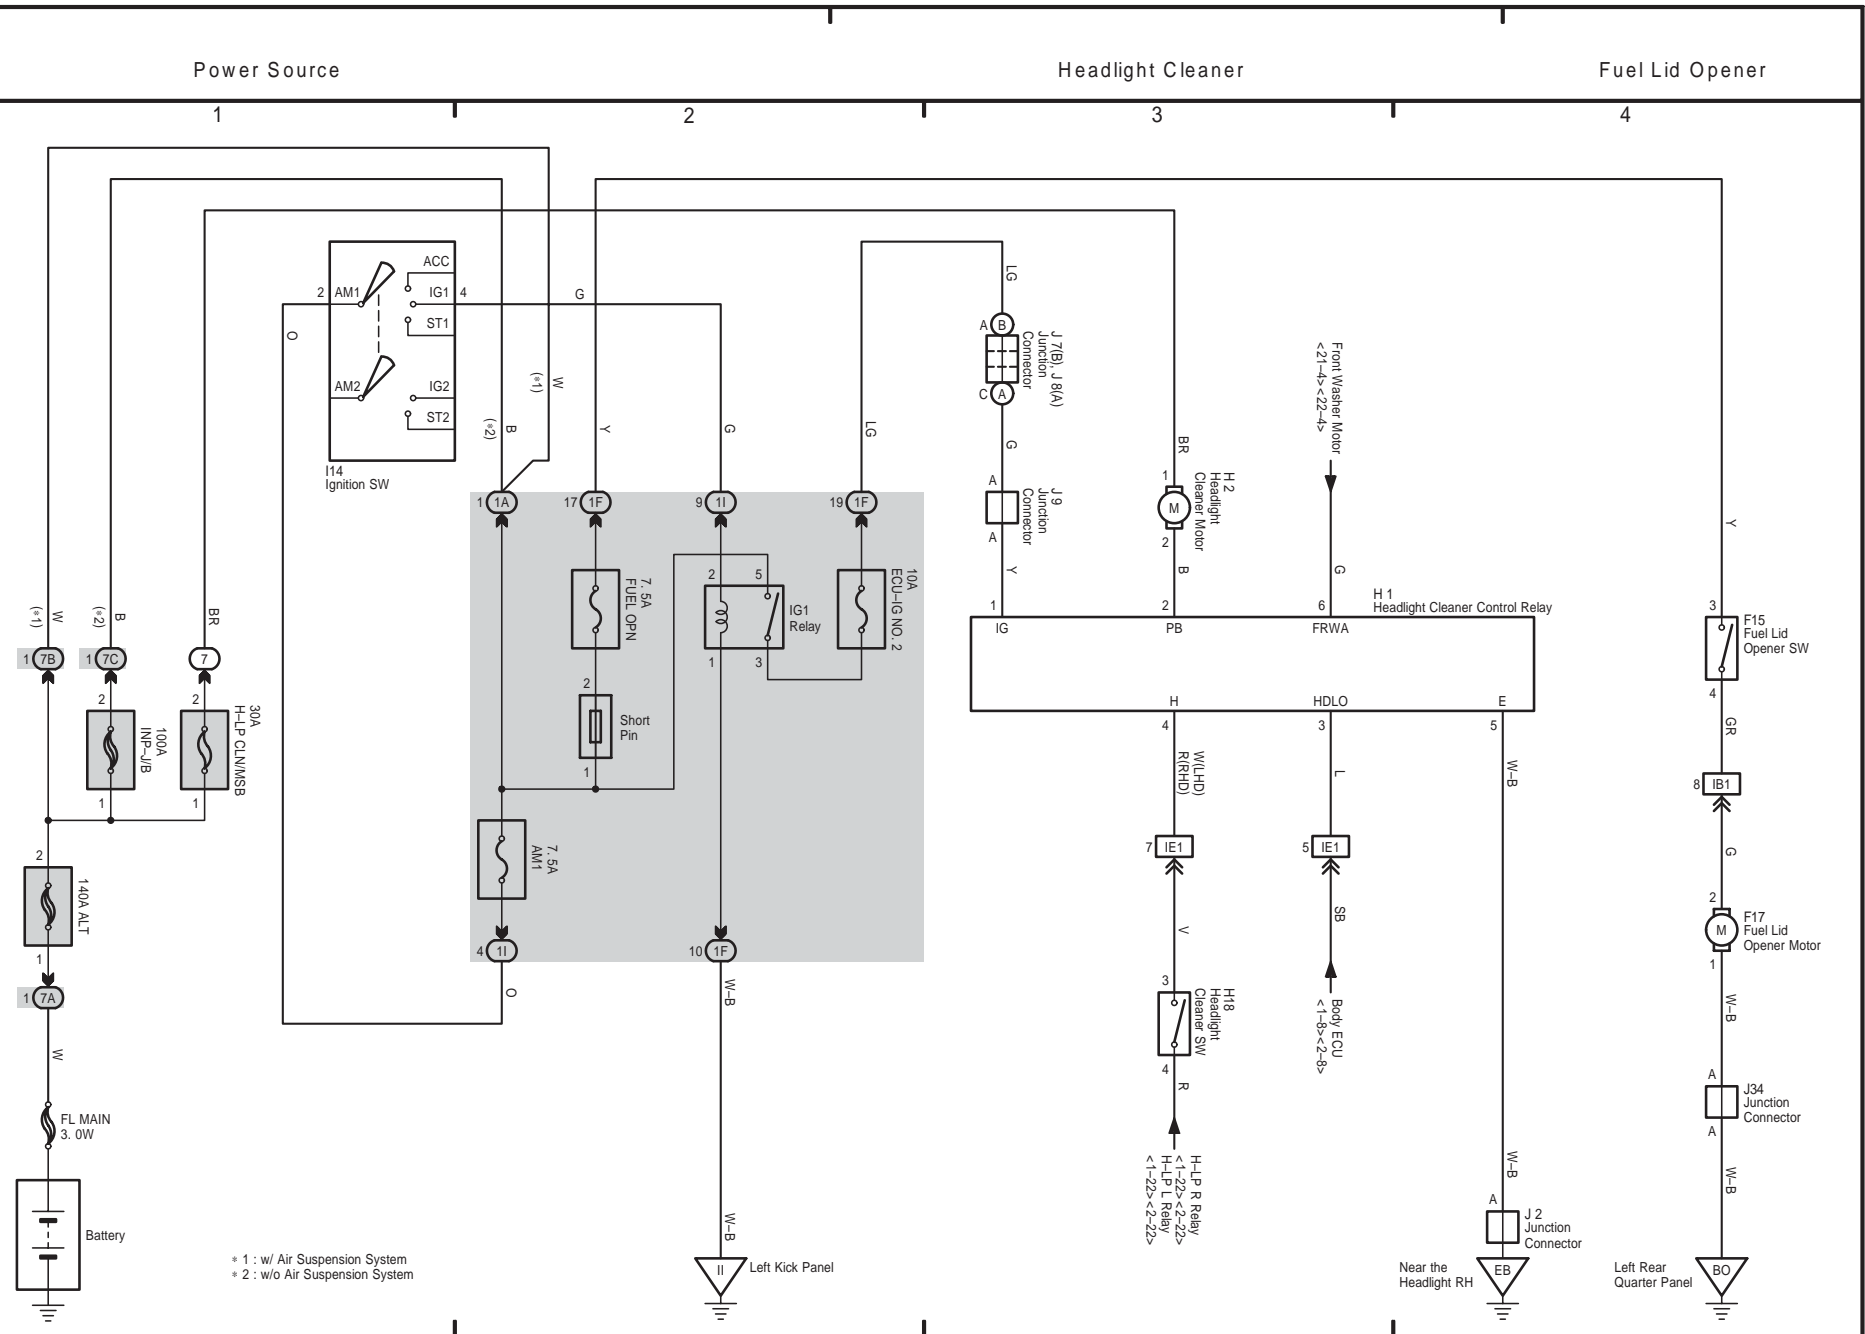 Power Source
Headlight Cleaner
Fuel Lid Opener
1
2
3
4
2
AM1
ACC
IG1
4
ST1
AM2
IG2
ST2
I14
Ignition SW
O
G
W
(*1)
B
(*2)
Y
G
LG
LG
A
B
J 7(B), J 8(A)
Junction
Connector
C
A
G
A
J 9
Junction
Connector
A
Y
BR
1
H 2
Headlight
Cleaner Motor
M
2
B
Front Washer Motor
<21–4><22–4>
G
Y
1
1A
17
1F
9
1I
19
1F
7. 5A
FUEL OPN
2
5
IG1
Relay
1
3
10A
ECU–IG NO. 2
2
Short
Pin
1
7. 5A
AM1
4
1I
10
1F
O
W–B
W–B
II
Left Kick Panel
W
(*1)
B
(*2)
BR
1
7B
1
7C
7
2
100A
INP–J/B
1
2
30A
H–LP CLN/MSB
1
2
140A ALT
1
1
7A
W
FL MAIN
3. 0W
Battery
* 1 : w/ Air Suspension System
* 2 : w/o Air Suspension System
H 1
Headlight Cleaner Control Relay
1
2
6
IG
PB
FRWA
H
HDLO
E
4
3
5
W(LHD)
R(RHD)
L
W–B
7
IE1
5
IE1
V
SB
3
H18
Headlight
Cleaner SW
4
R
H–LP R Relay
<1–22><2–22>
H–LP L Relay
<1–22><2–22>
Body ECU
<1–8><2–8>
W–B
A
J 2
Junction
Connector
Near the
Headlight RH
EB
3
F15
Fuel Lid
Opener SW
4
GR
8
IB1
G
2
F17
Fuel Lid
Opener Motor
M
1
W–B
A
J34
Junction
Connector
A
W–B
Left Rear
Quarter Panel
BO